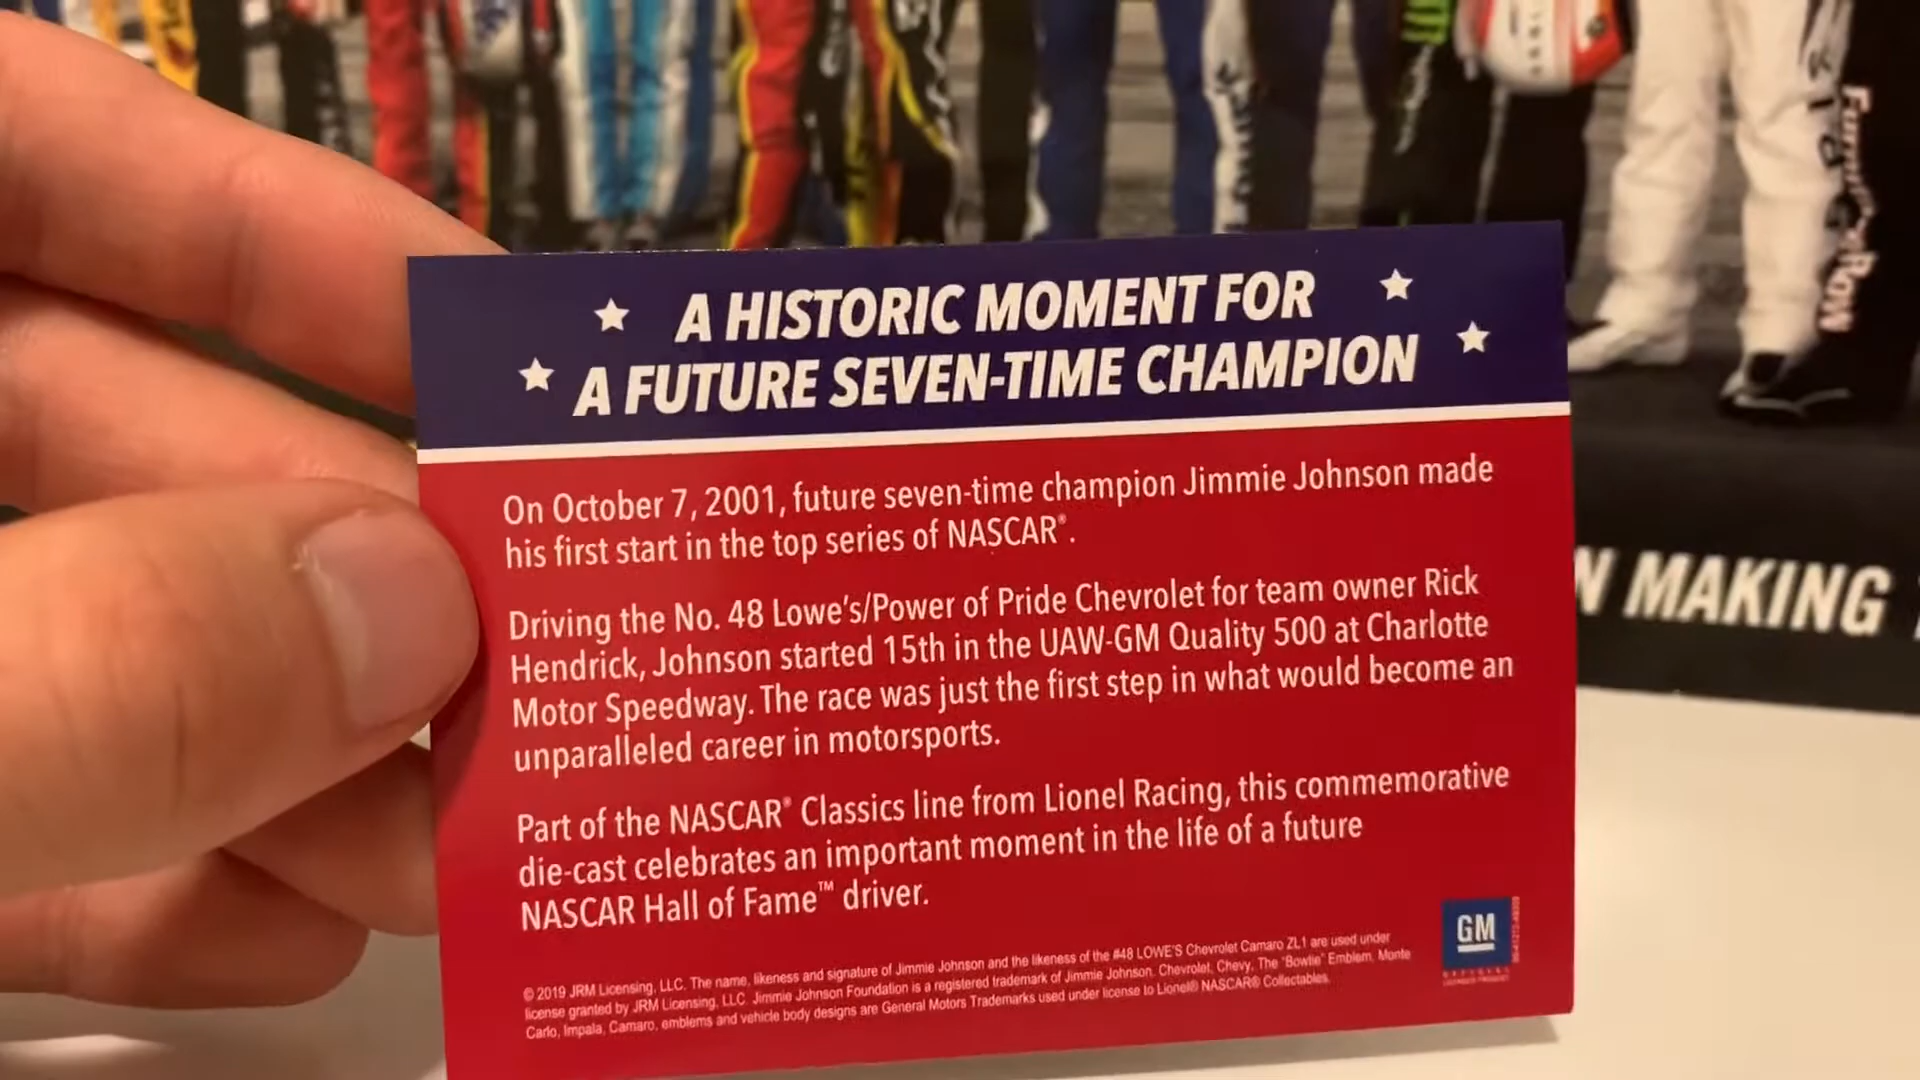 A HISTORIC MOMENT FOR
A FUTURE SEVEN-TIME CHAMPION
On October 7, 2001, future seven-time champion Jimmie Johnson made
his first start in the top series of NASCAR®.
Driving the No. 48 Lowe's/Power of Pride Chevrolet for team owner Rick
Hendrick, Johnson started 15th in the UAW-GM Quality 500 at Charlotte
Motor Speedway. The race was just the first step in what would become an
unparalleled career in motorsports.
Part of the NASCAR® Classics line from Lionel Racing, this commemorative
die-cast celebrates an important moment in the life of a future
NASCAR Hall of Fame™ driver.
© 2019 JRM Licensing, LLC. The name, likeness and signature of Jimmie Johnson and the likeness of the #48 LOWE'S Chevrolet Camaro ZL1 are used under
license granted by JRM Licensing, LLC. Jimmie Johnson Foundation is a registered trademark of Jimmie Johnson. Chevrolet, Chevy, The "Bowtie" Emblem, Monte
Carlo, Impala, Camaro, emblems and vehicle body designs are General Motors Trademarks used under license to Lionel® NASCAR® Collectables.
GM
N MAKING